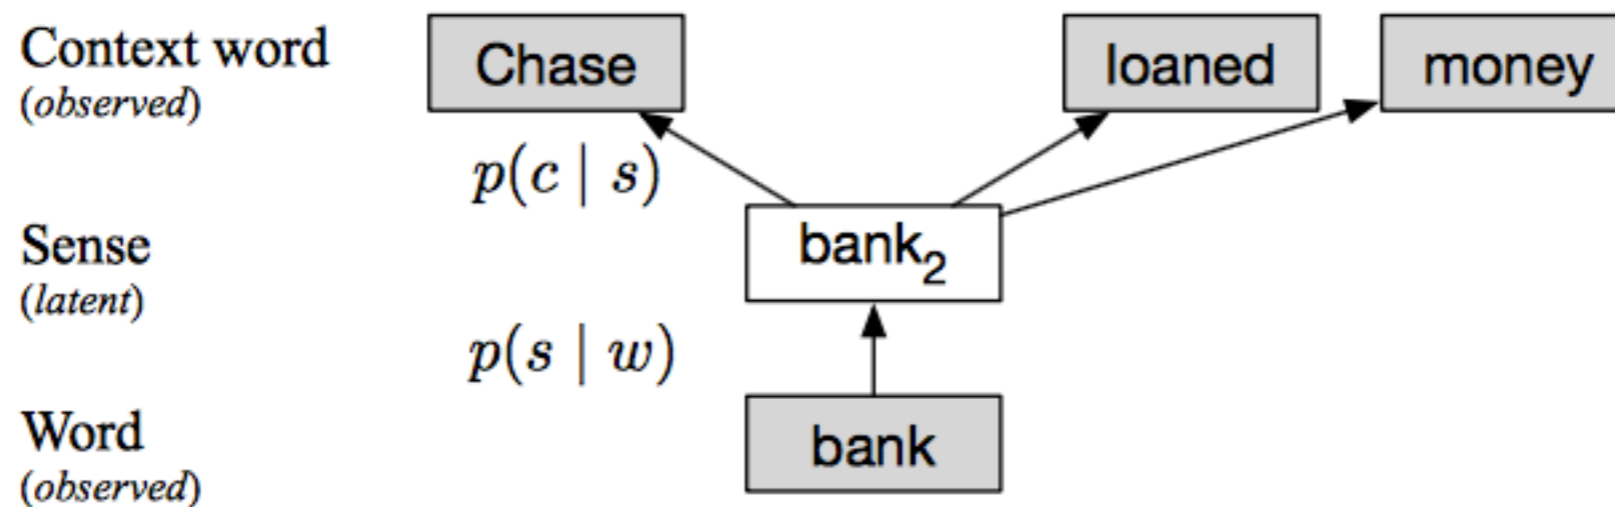 Context word
(observed)
Chase
loaned
money
p(c | s)
Sense
(latent)
bank₂
p(s | w)
Word
(observed)
bank